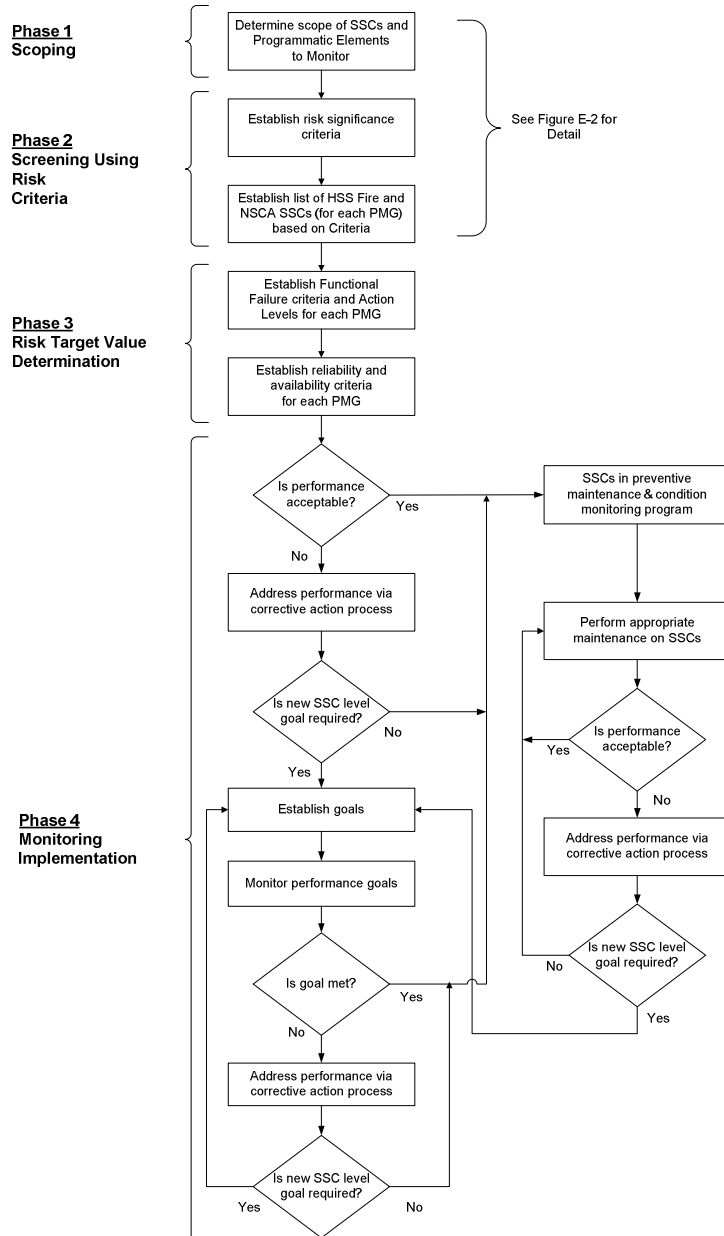 Phase 1
Scoping
Determine scope of SSCs and
Programmatic Elements
to Monitor
See Figure E-2 for
Detail
Phase 2
Screening Using
Risk
Criteria
Establish risk significance
criteria
Establish list of HSS Fire and
NSCA SSCs (for each PMG)
based on Criteria
Phase 3
Risk Target Value
Determination
Establish Functional
Failure criteria and Action
Levels for each PMG
Establish reliability and
availability criteria
for each PMG
Phase 4
Monitoring
Implementation
Is performance
acceptable?
Yes
No
Address performance via
corrective action process
Is new SSC level
goal required?
No
Yes
Establish goals
Monitor performance goals
Is goal met?
Yes
No
Address performance via
corrective action process
Is new SSC level
goal required?
Yes
No
SSCs in preventive
maintenance & condition
monitoring program
Perform appropriate
maintenance on SSCs
Is performance
acceptable?
Yes
No
Address performance via
corrective action process
Is new SSC level
goal required?
No
Yes